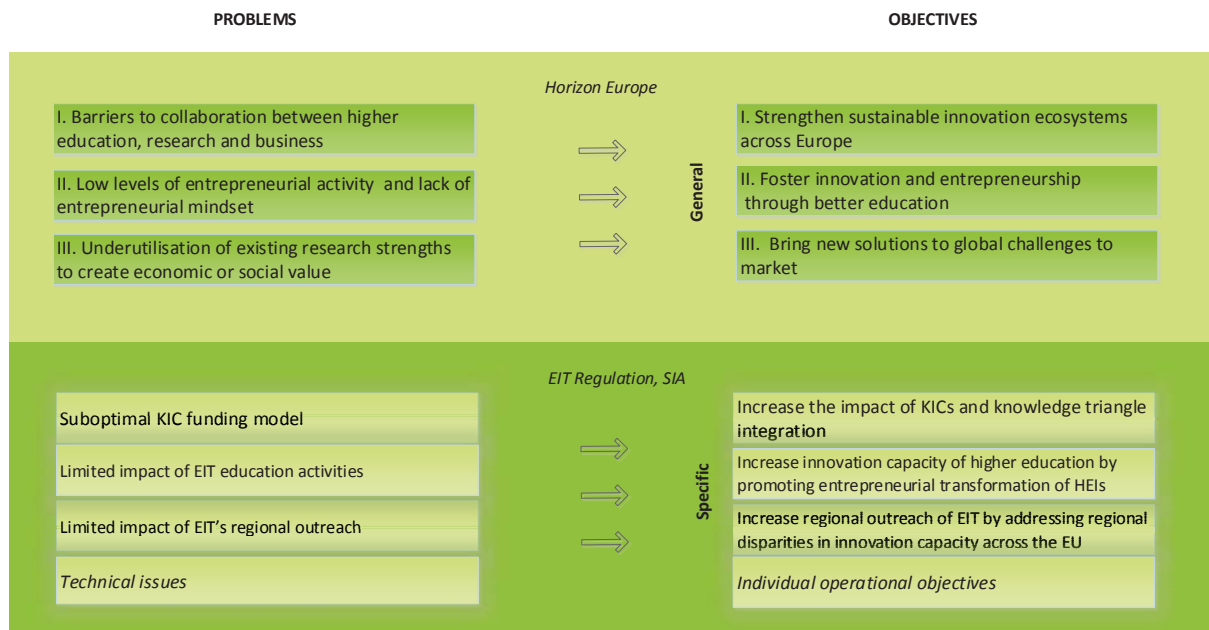 PROBLEMS
OBJECTIVES
Horizon Europe
I. Barriers to collaboration between higher
education, research and business
II. Low levels of entrepreneurial activity and lack of
entrepreneurial mindset
III. Underutilisation of existing research strengths
to create economic or social value
General
I. Strengthen sustainable innovation ecosystems
across Europe
II. Foster innovation and entrepreneurship
through better education
III. Bring new solutions to global challenges to
market
EIT Regulation, SIA
Suboptimal KIC funding model
Limited impact of EIT education activities
Limited impact of EIT's regional outreach
Technical issues
Specific
Increase the impact of KICs and knowledge triangle
integration
Increase innovation capacity of higher education by
promoting entrepreneurial transformation of HEIs
Increase regional outreach of EIT by addressing regional
disparities in innovation capacity across the EU
Individual operational objectives